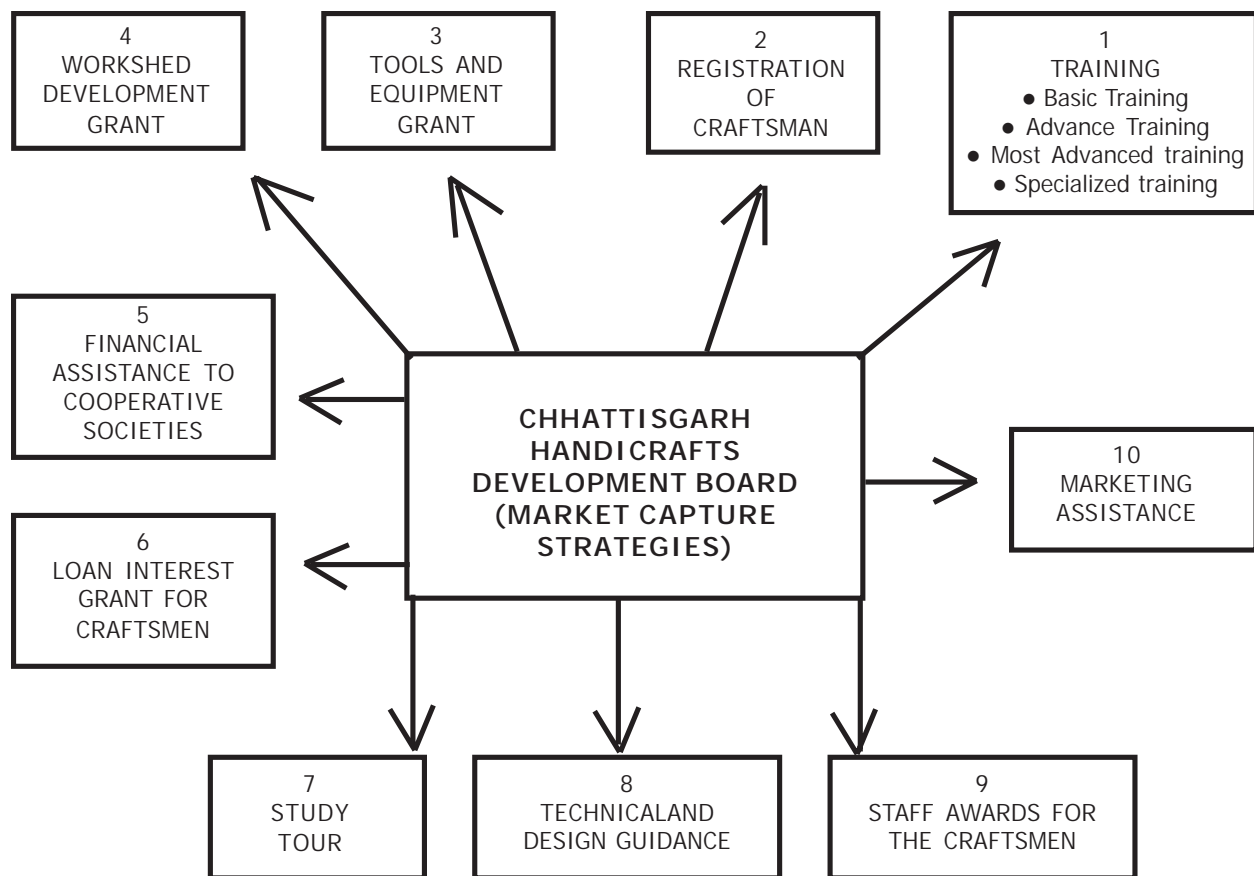 4
WORKSHED
DEVELOPMENT
GRANT
3
TOOLS AND
EQUIPMENT
GRANT
2
REGISTRATION
OF
CRAFTSMAN
1
TRAINING
● Basic Training
● Advance Training
● Most Advanced training
● Specialized training
5
FINANCIAL
ASSISTANCE TO
COOPERATIVE
SOCIETIES
CHHATTISGARH
HANDICRAFTS
DEVELOPMENT BOARD
(MARKET CAPTURE
STRATEGIES)
10
MARKETING
ASSISTANCE
6
LOAN INTEREST
GRANT FOR
CRAFTSMEN
7
STUDY
TOUR
8
TECHNICALAND
DESIGN GUIDANCE
9
STAFF AWARDS FOR
THE CRAFTSMEN